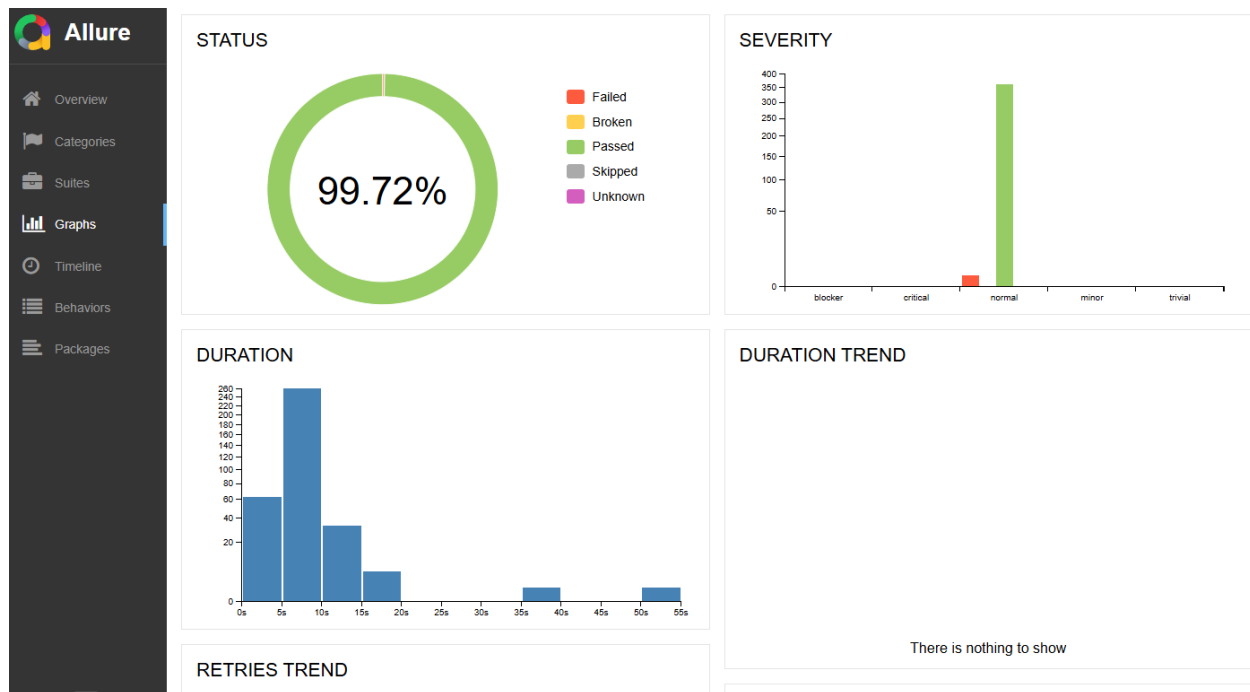 Allure
Overview
Categories
Suites
Graphs
Timeline
Behaviors
Packages
STATUS
99.72%
Failed
Broken
Passed
Skipped
Unknown
SEVERITY
400
350
300
250
200
150
100
50
0
blocker critical normal minor trivial
DURATION
260
240
220
200
180
160
140
120
100
80
60
40
20
0
0s 5s 10s 15s 20s 25s 30s 35s 40s 45s 50s 55s
DURATION TREND
There is nothing to show
RETRIES TREND